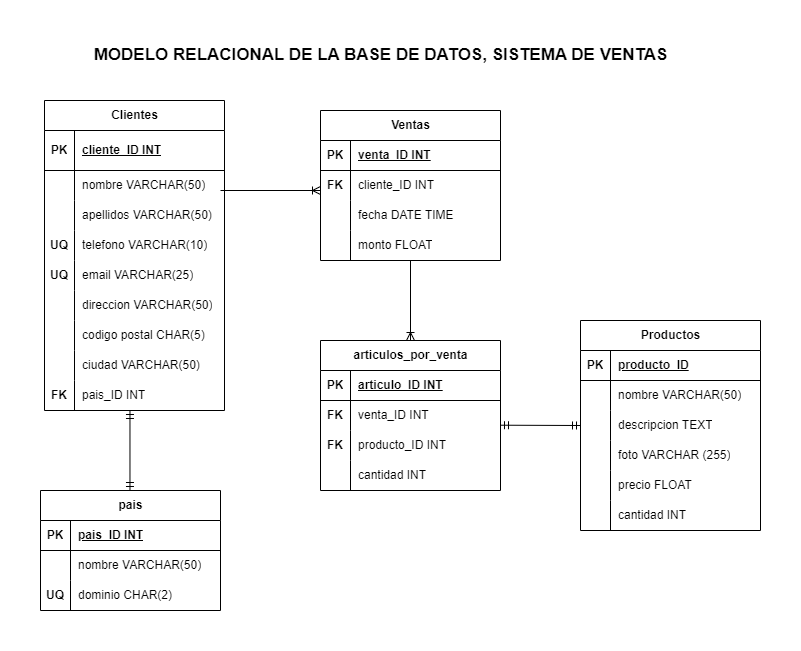 MODELO RELACIONAL DE LA BASE DE DATOS, SISTEMA DE VENTAS
Clientes
PK cliente_ID INT
nombre VARCHAR(50)
apellidos VARCHAR(50)
UQ telefono VARCHAR(10)
UQ email VARCHAR(25)
direccion VARCHAR(50)
codigo postal CHAR(5)
ciudad VARCHAR(50)
FK pais_ID INT
Ventas
PK venta_ID INT
FK cliente_ID INT
fecha DATE TIME
monto FLOAT
articulos_por_venta
PK articulo_ID INT
FK venta_ID INT
FK producto_ID INT
cantidad INT
Productos
PK producto_ID
nombre VARCHAR(50)
descripcion TEXT
foto VARCHAR (255)
precio FLOAT
cantidad INT
pais
PK pais_ID INT
nombre VARCHAR(50)
UQ dominio CHAR(2)